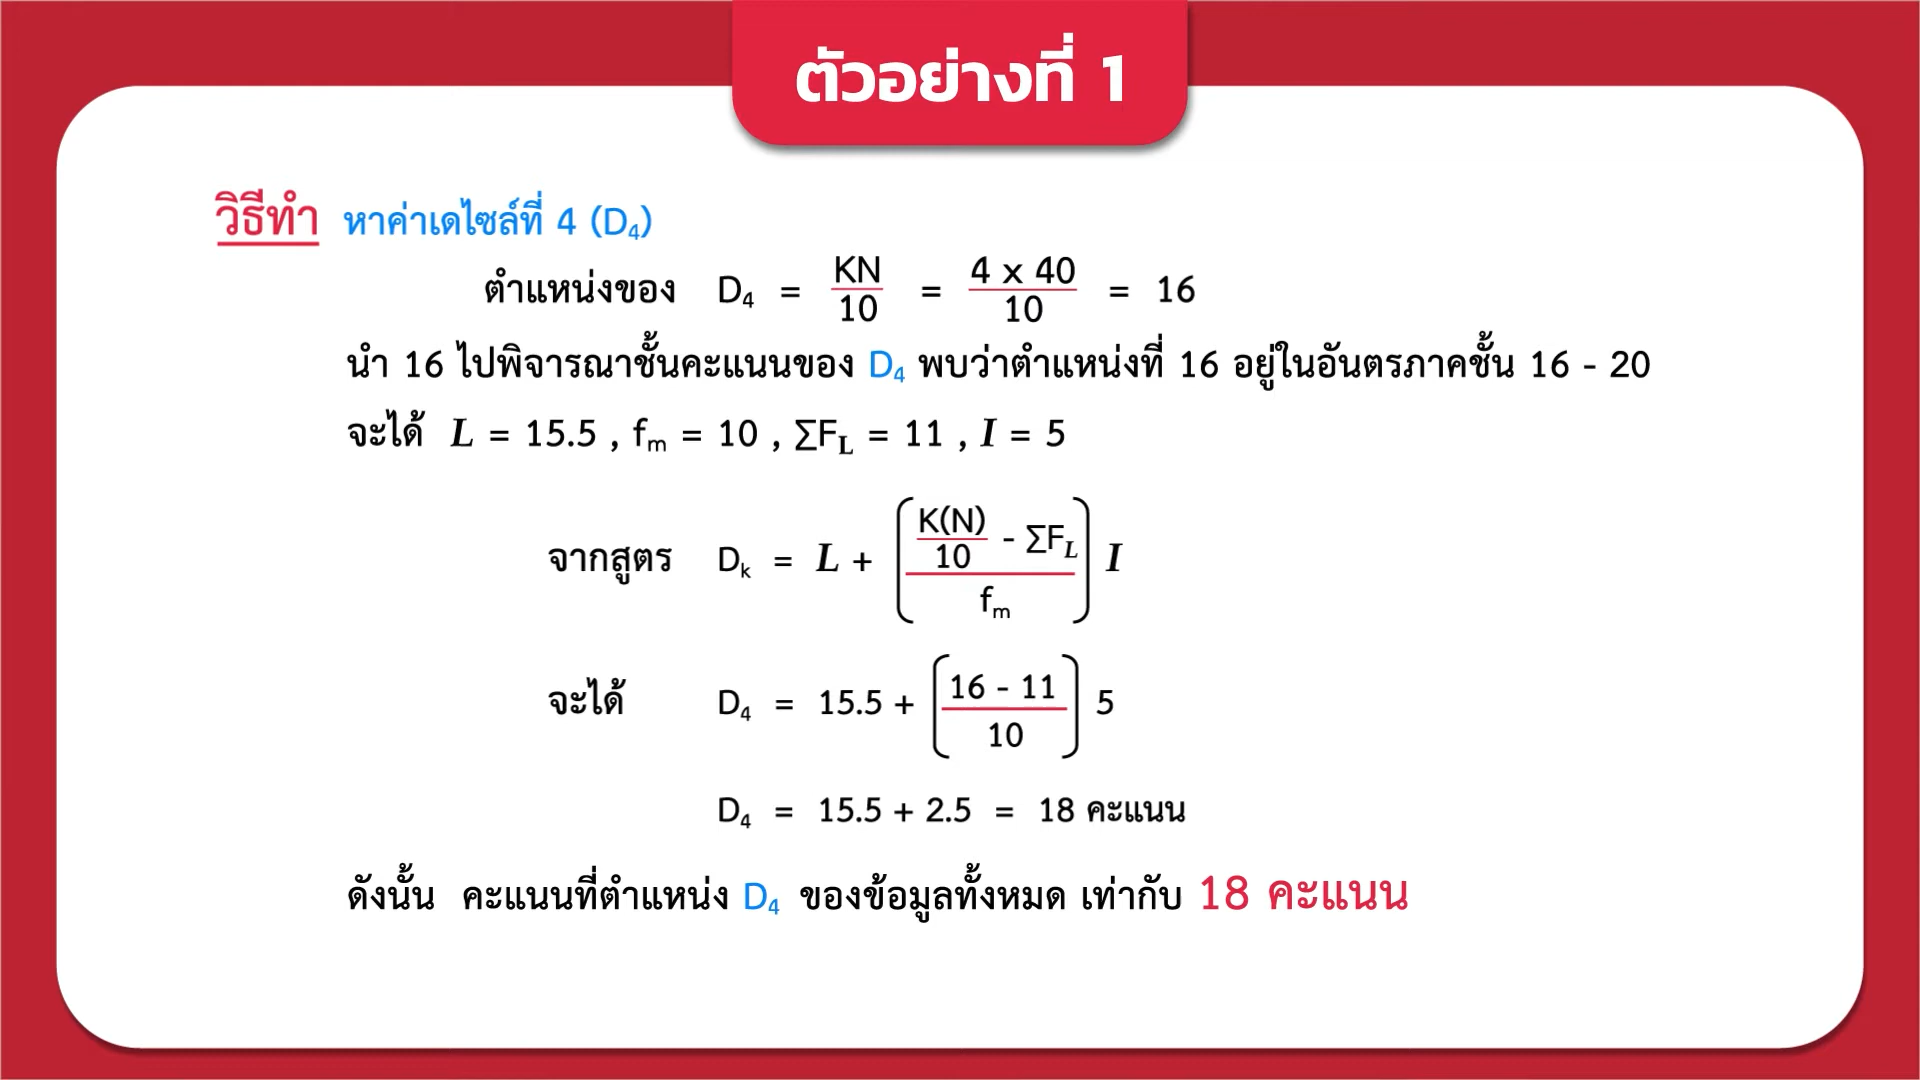 ตัวอย่างที่ 1
วิธีทำ หาค่าเดไซล์ที่ 4 (D₄)
ตำแหน่งของ D₄ = KN/10 = 4 x 40/10 = 16
นำ 16 ไปพิจารณาชั้นคะแนนของ D₄ พบว่าตำแหน่งที่ 16 อยู่ในอันตรภาคชั้น 16 - 20
จะได้ L = 15.5 , fₘ = 10 , ∑F_L = 11 , I = 5
จากสูตร Dₖ = L + [(K(N)/10 - ∑F_L)/fₘ] I
จะได้ D₄ = 15.5 + [(16 - 11)/10] 5
D₄ = 15.5 + 2.5 = 18 คะแนน
ดังนั้น คะแนนที่ตำแหน่ง D₄ ของข้อมูลทั้งหมด เท่ากับ 18 คะแนน